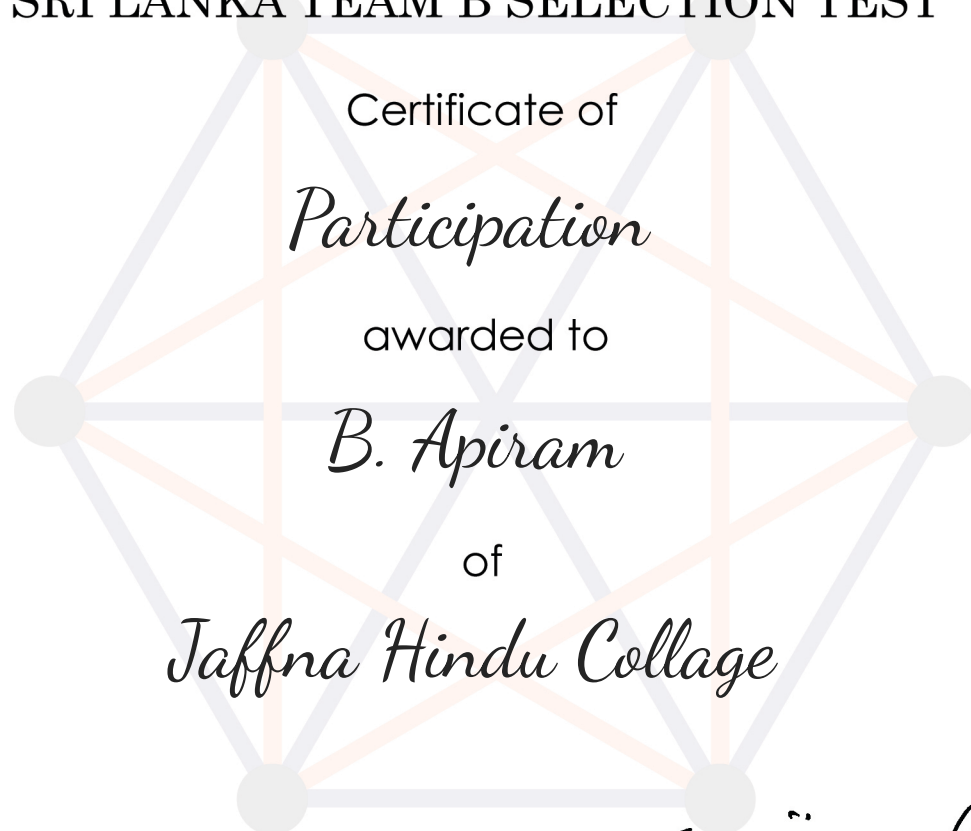 SRI LANKA TEAM B SELECTION TEST
Certificate of
Participation
awarded to
B. Apiram
of
Jaffna Hindu Collage